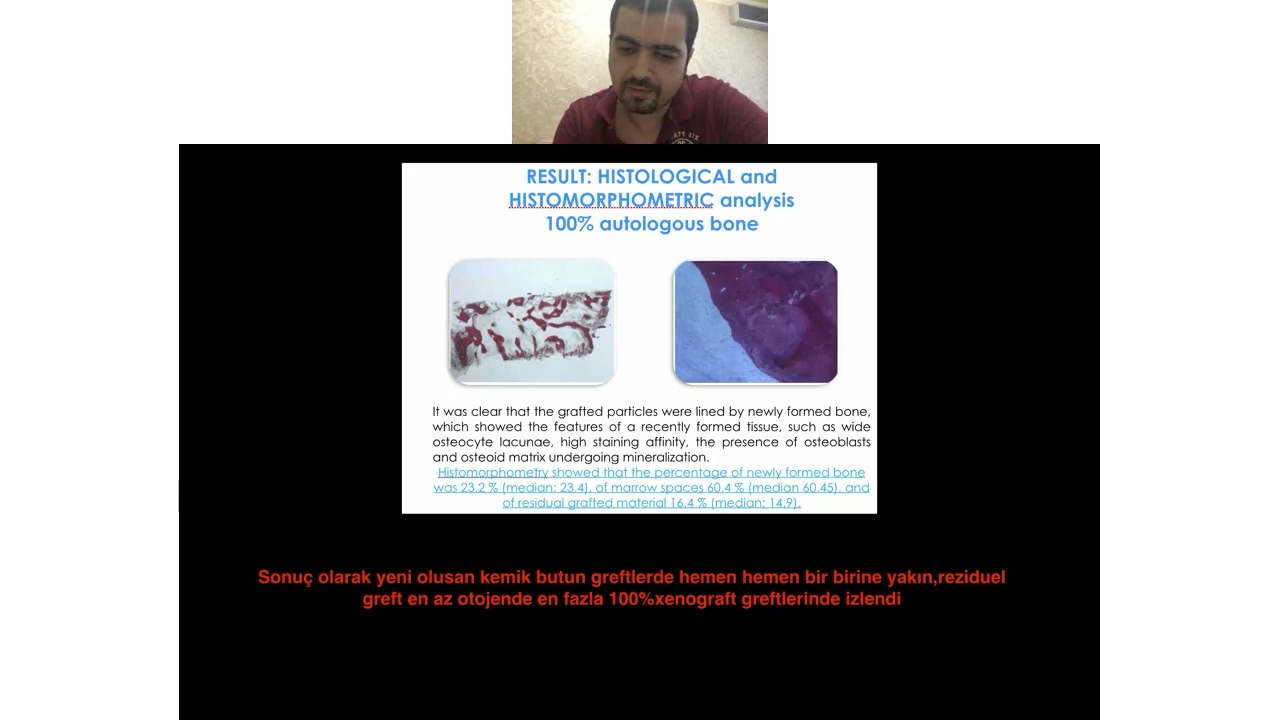 RESULT: HISTOLOGICAL and
HISTOMORPHOMETRIC analysis
100% autologous bone
It was clear that the grafted particles were lined by newly formed bone,
which showed the features of a recently formed tissue, such as wide
osteocyte lacunae, high staining affinity, the presence of osteoblasts
and osteoid matrix undergoing mineralization.
Histomorphometry showed that the percentage of newly formed bone
was 23.2 % (median: 23.4), of marrow spaces 60.4 % (median 60.45), and
of residual grafted material 16.4 % (median: 14.9).
Sonuç olarak yeni olusan kemik butun greftlerde hemen hemen bir birine yakın,reziduel
greft en az otojende en fazla 100%xenograft greftlerinde izlendi